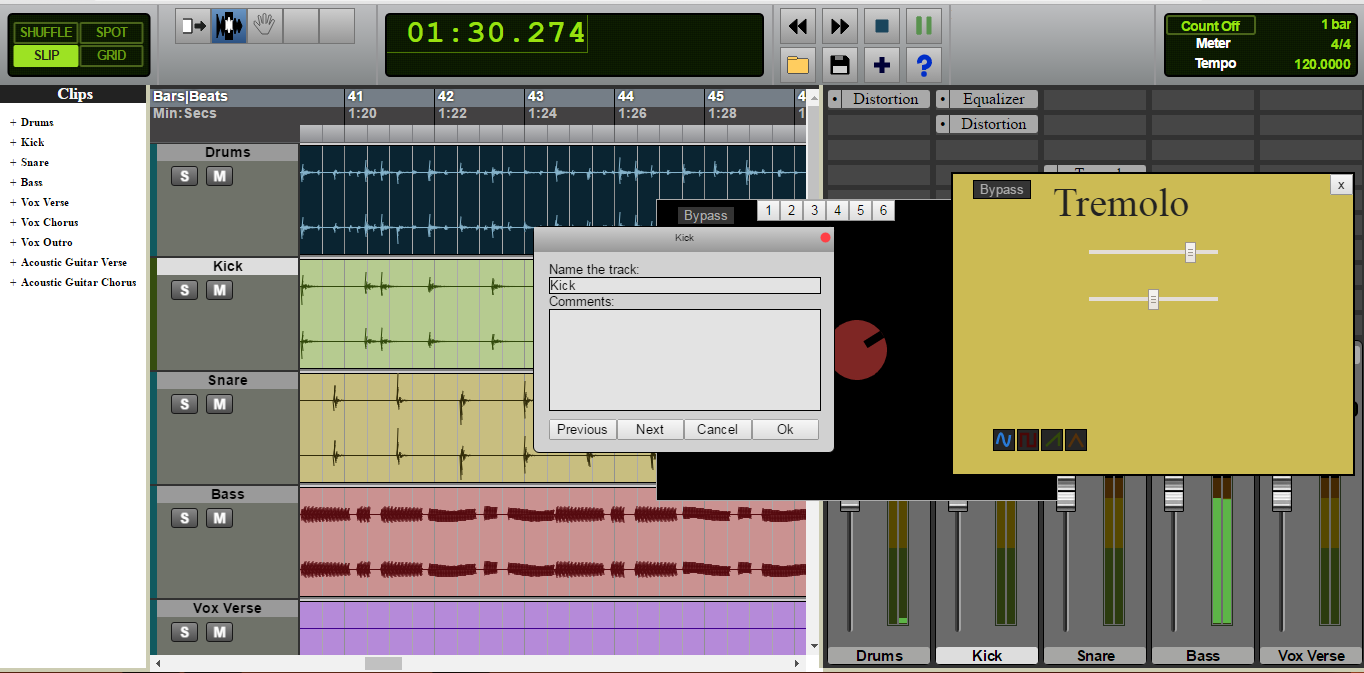 SHUFFLE SPOT
SLIP GRID
01:30.274
?
Count Off 1 bar
Meter 4/4
Tempo 120.0000
Clips
+ Drums
+ Kick
+ Snare
+ Bass
+ Vox Verse
+ Vox Chorus
+ Vox Outro
+ Acoustic Guitar Verse
+ Acoustic Guitar Chorus
Bars|Beats 41 42 43 44 45 4
Min:Secs 1:20 1:22 1:24 1:26 1:28 1:
Drums
S M
Kick
S M
Snare
S M
Bass
S M
Vox Verse
S M
• Distortion • Equalizer
• Distortion
Bypass 1 2 3 4 5 6
Kick
Name the track:
Kick
Comments:
Previous Next Cancel Ok
Bypass Tremolo x
Drums Kick Snare Bass Vox Verse